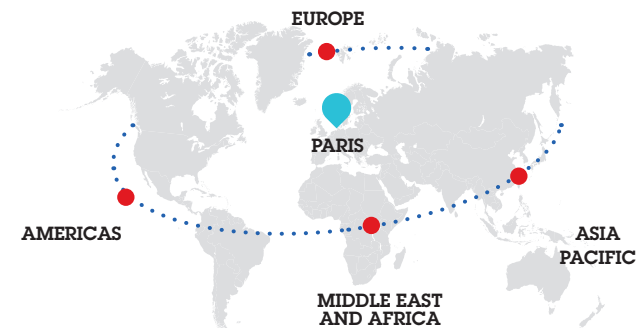 EUROPE
PARIS
AMERICAS
ASIA
PACIFIC
MIDDLE EAST
AND AFRICA